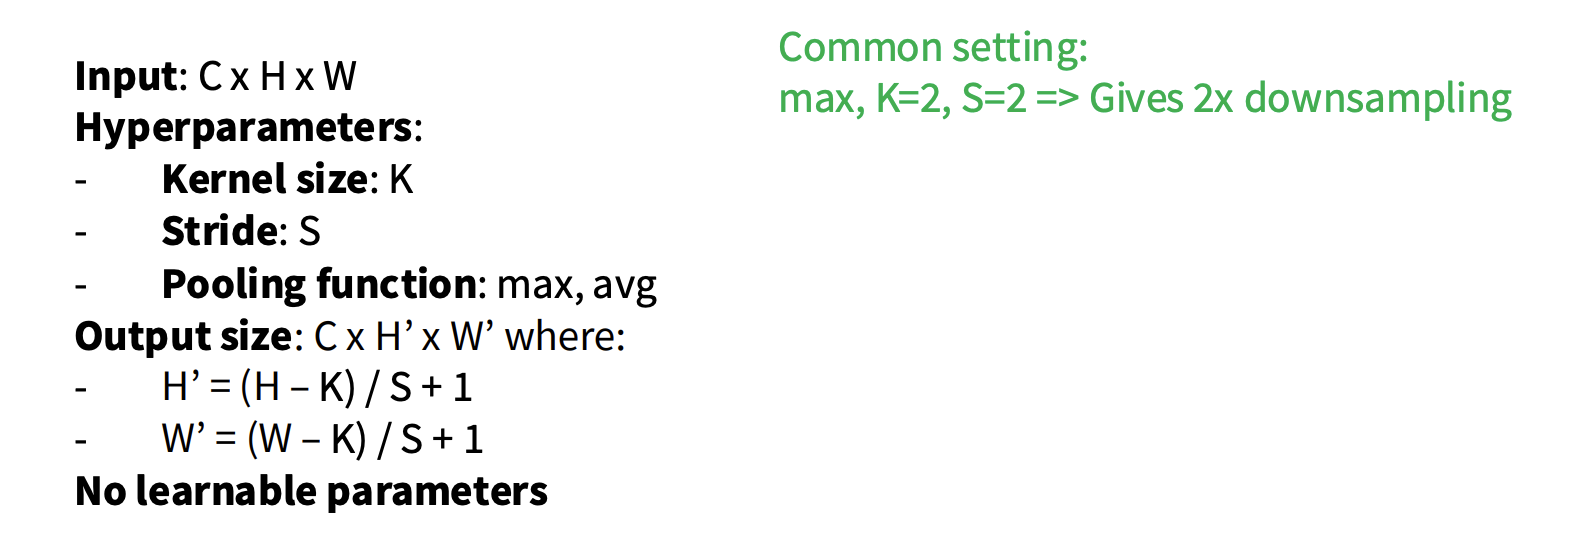 Input: C x H x W
Hyperparameters:
- Kernel size: K
- Stride: S
- Pooling function: max, avg
Output size: C x H’ x W’ where:
- H’ = (H – K) / S + 1
- W’ = (W – K) / S + 1
No learnable parameters
Common setting:
max, K=2, S=2 => Gives 2x downsampling